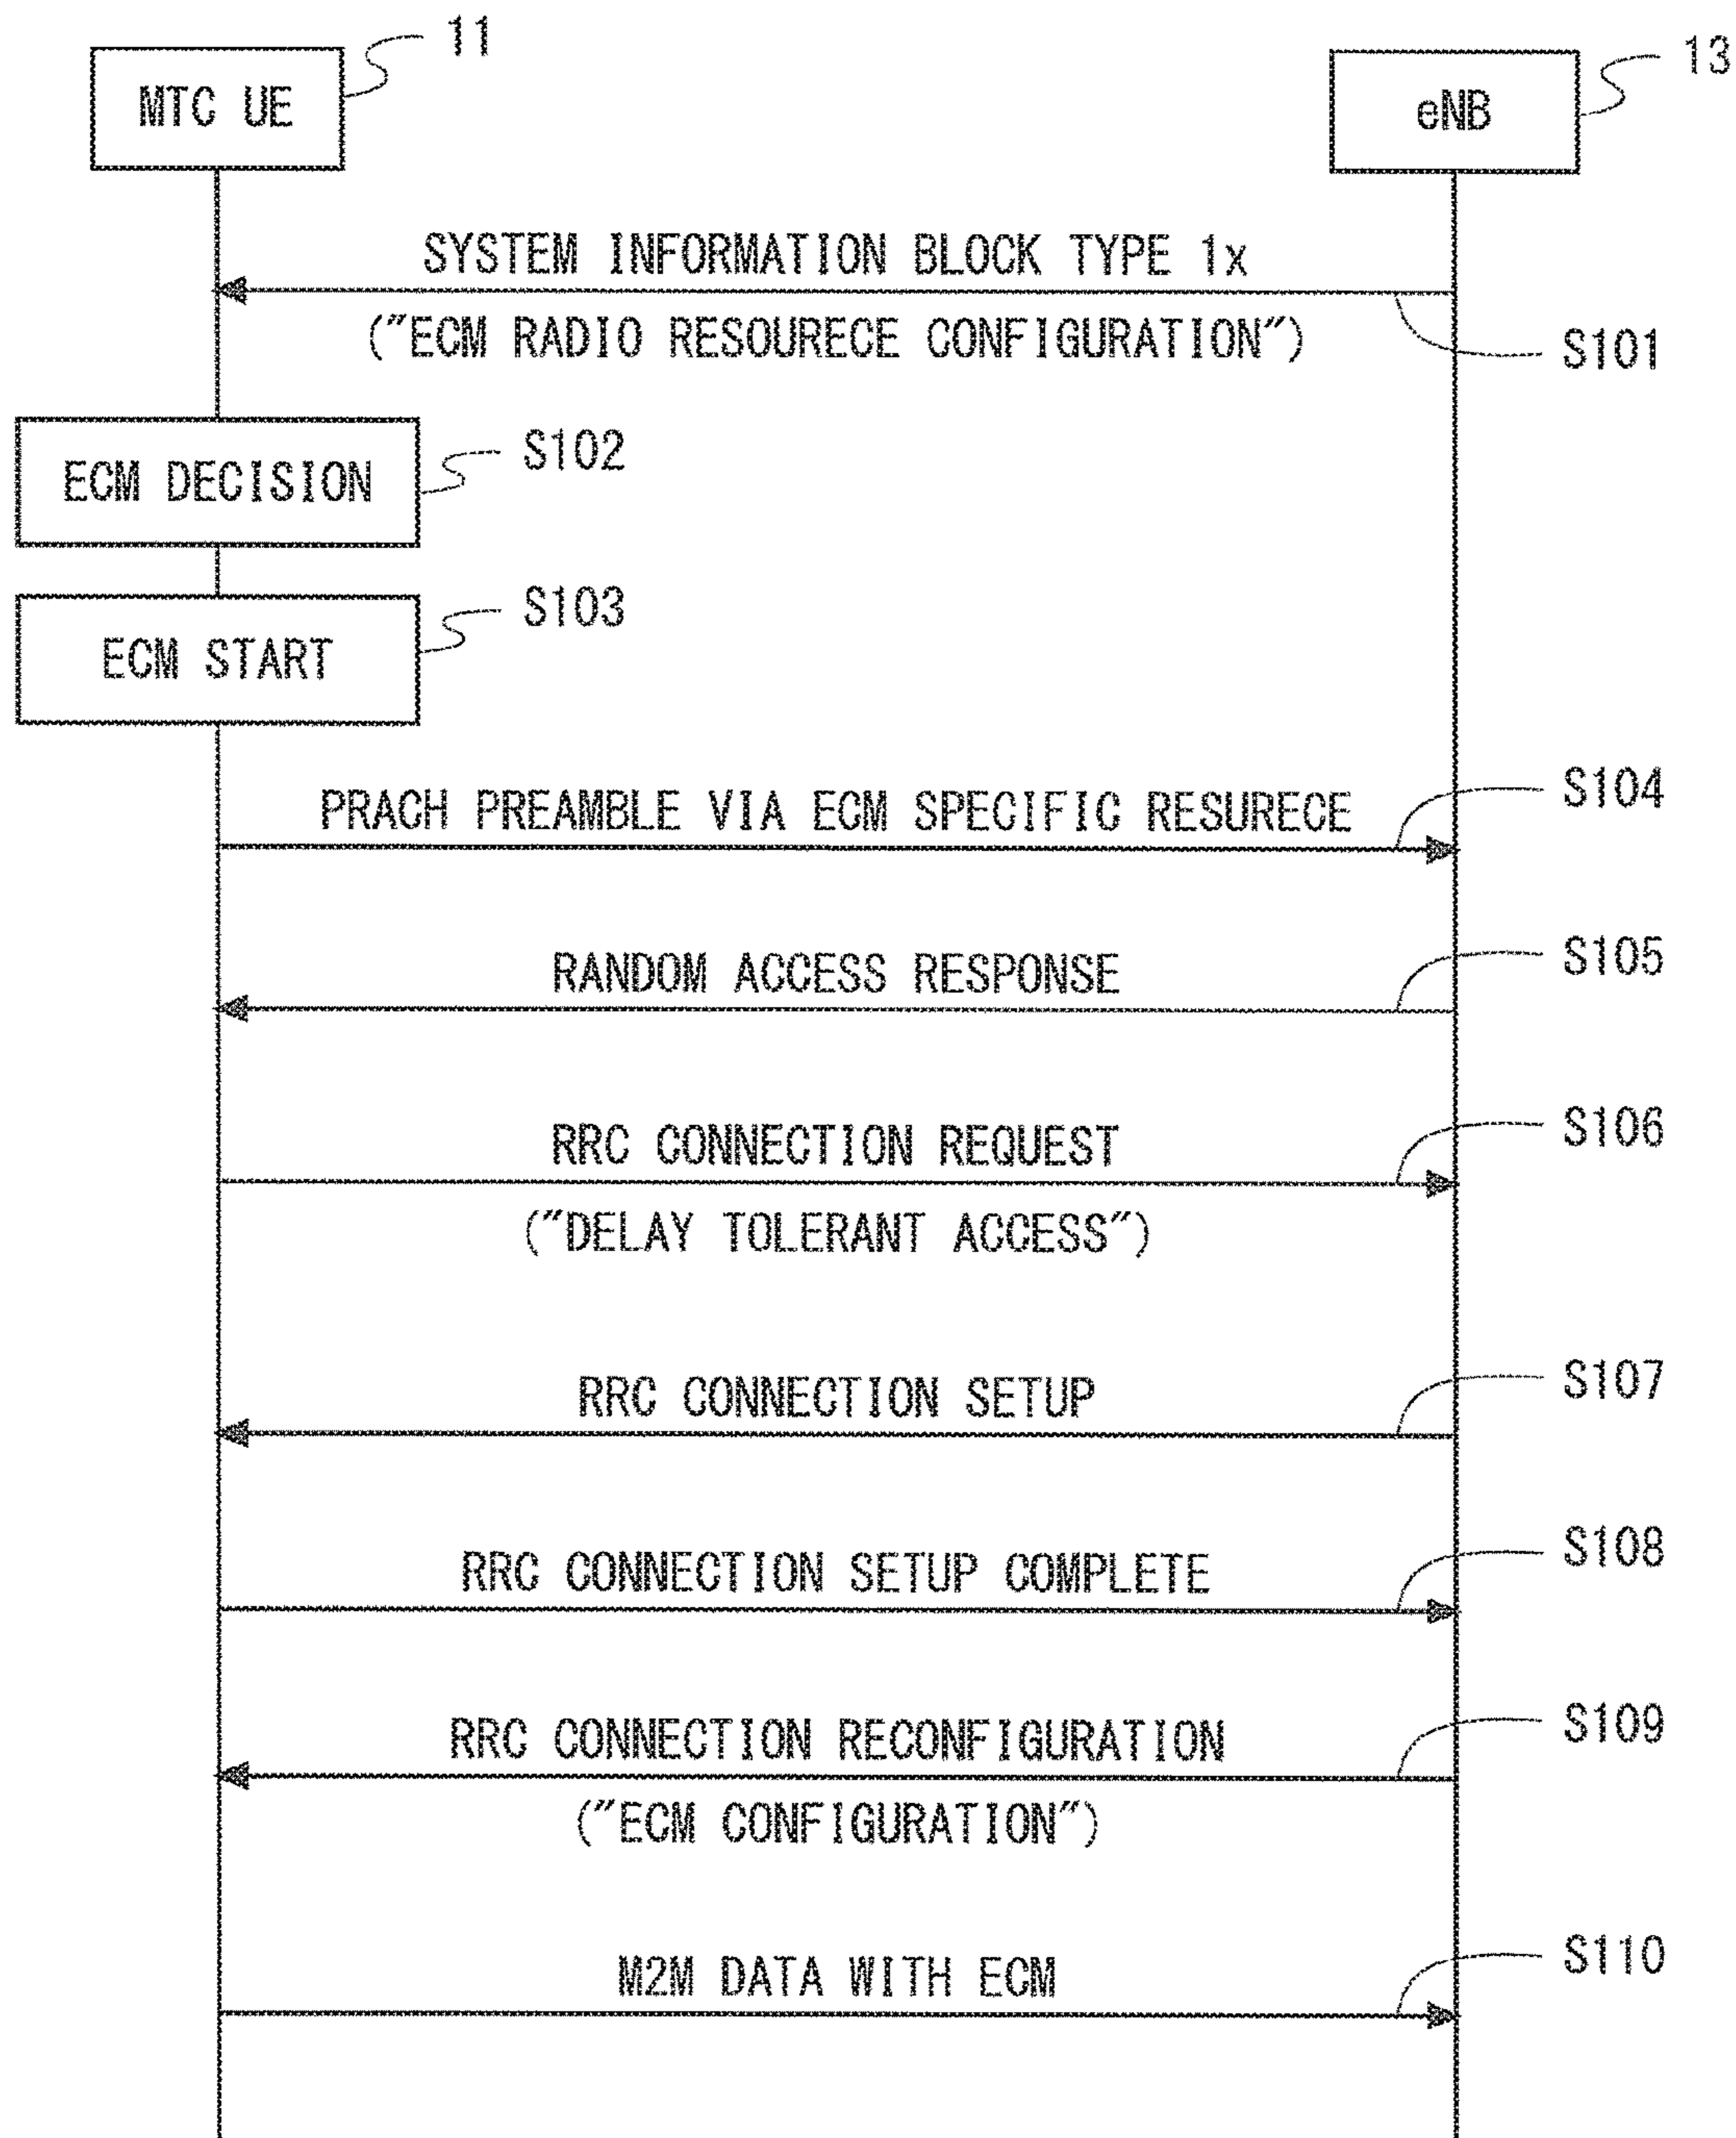 11
MTC UE
13
eNB
SYSTEM INFORMATION BLOCK TYPE 1x
("ECM RADIO RESOURECE CONFIGURATION")
S101
ECM DECISION
S102
ECM START
S103
PRACH PREAMBLE VIA ECM SPECIFIC RESURECE
S104
RANDOM ACCESS RESPONSE
S105
RRC CONNECTION REQUEST
("DELAY TOLERANT ACCESS")
S106
RRC CONNECTION SETUP
S107
RRC CONNECTION SETUP COMPLETE
S108
RRC CONNECTION RECONFIGURATION
("ECM CONFIGURATION")
S109
M2M DATA WITH ECM
S110